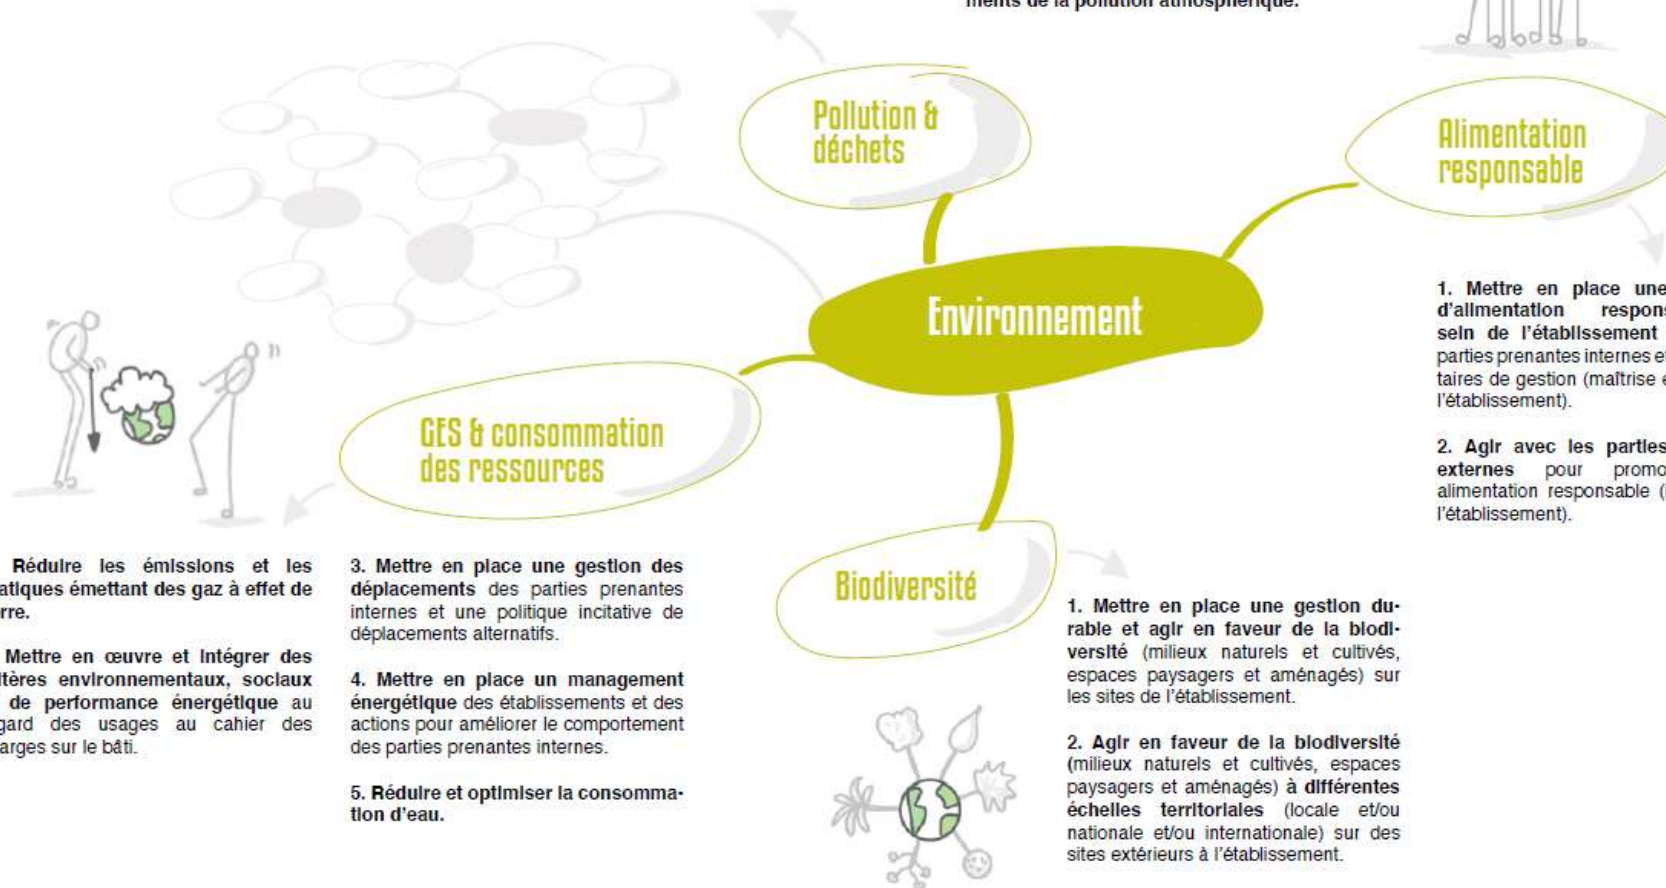 ments de la pollution atmosphérique.
Pollution &
déchets
Alimentation
responsable
Environnement
1. Mettre en place une
d'alimentation
sein de l'établissement
parties prenantes internes et
taires de gestion (maîtrise
l'établissement).
2. Agir avec les parties
externes pour
alimentation responsable
l'établissement).
GES & consommation
des ressources
Réduire les émissions et les
émettant des gaz à effet de
Mettre en œuvre et intégrer des
environnementaux, sociaux
de performance énergétique au
des usages au cahier des
sur le bâti.
3. Mettre en place une gestion des
déplacements des parties prenantes
internes et une politique incitative de
déplacements alternatifs.
4. Mettre en place un management
énergétique des établissements et des
actions pour améliorer le comportement
des parties prenantes internes.
5. Réduire et optimiser la consomma-
tion d'eau.
Biodiversité
1. Mettre en place une gestion du-
rable et agir en faveur de la biodi-
versité (milieux naturels et cultivés,
espaces paysagers et aménagés) sur
les sites de l'établissement.
2. Agir en faveur de la biodiversité
(milieux naturels et cultivés, espaces
paysagers et aménagés) à différentes
échelles territoriales (locale et/ou
nationale et/ou internationale) sur des
sites extérieurs à l'établissement.